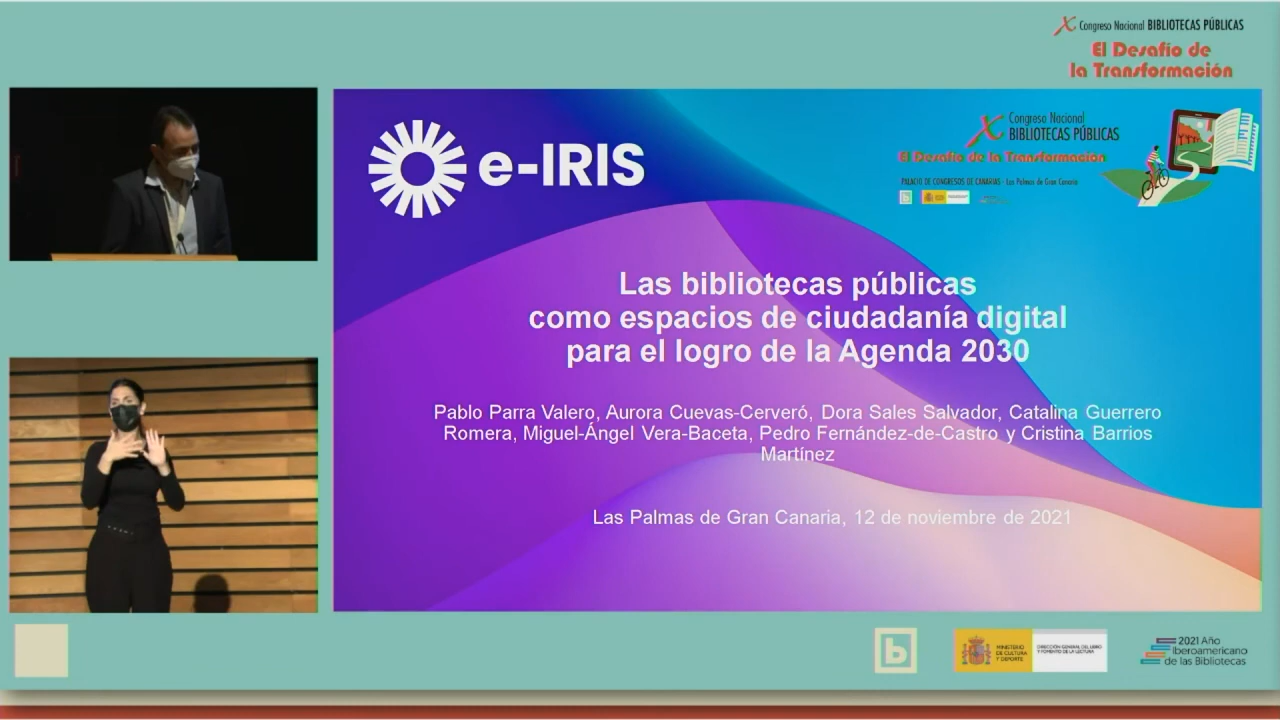 Congreso Nacional BIBLIOTECAS PÚBLICAS
El Desafío de
la Transformación
e-IRIS
Congreso Nacional
BIBLIOTECAS PÚBLICAS
El Desafío de la Transformación
PALACIO DE CONGRESOS DE CANARIAS - Las Palmas de Gran Canaria
Las bibliotecas públicas
como espacios de ciudadanía digital
para el logro de la Agenda 2030
Pablo Parra Valero, Aurora Cuevas-Cerveró, Dora Sales Salvador, Catalina Guerrero
Romera, Miguel-Ángel Vera-Baceta, Pedro Fernández-de-Castro y Cristina Barrios
Martínez
Las Palmas de Gran Canaria, 12 de noviembre de 2021
b
MINISTERIO
DE CULTURA
Y DEPORTE
DIRECCIÓN GENERAL DEL LIBRO
Y FOMENTO DE LA LECTURA
2021 Año
Iberoamericano
de las Bibliotecas